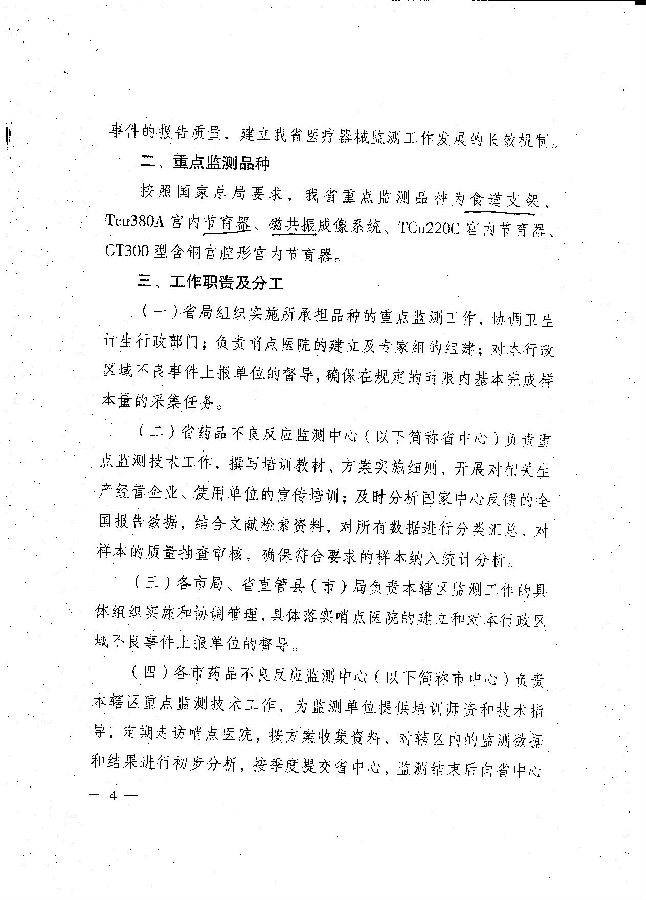 事件的报告质量，建立我省医疗器械监测工作发展的长效机制。
二、重点监测品种
按照国家总局要求，我省重点监测品种为食道支架、
Tcu380A宫内节育器、磁共振成像系统、TCu220C宫内节育器、
GT300型含铜宫腔形宫内节育器。
三、工作职责及分工
（一）省局组织实施所承担品种的重点监测工作，协调卫生
计生行政部门；负责哨点医院的建立及专家组的组建；对本行政
区域不良事件上报单位的督导，确保在规定的时限内基本完成样
本量的采集任务。
（二）省药品不良反应监测中心（以下简称省中心）负责重
点监测技术工作，撰写培训教材、方案实施细则，开展对相关生
产经营企业、使用单位的宣传培训；及时分析国家中心反馈的全
国报告数据，结合文献检索资料，对所有数据进行分类汇总，对
样本的质量抽查审核，确保符合要求的样本纳入统计分析。
（三）各市局、省直管县（市）局负责本辖区监测工作的具
体组织实施和协调管理，具体落实哨点医院的建立和对本行政区
域不良事件上报单位的督导。
（四）各市药品不良反应监测中心（以下简称市中心）负责
本辖区重点监测技术工作，为监测单位提供培训师资和技术指
导，定期走访哨点医院，按方案收集资料、对辖区内的监测数据
和结果进行初步分析，按季度提交省中心，监测结束后向省中心
— 4 —